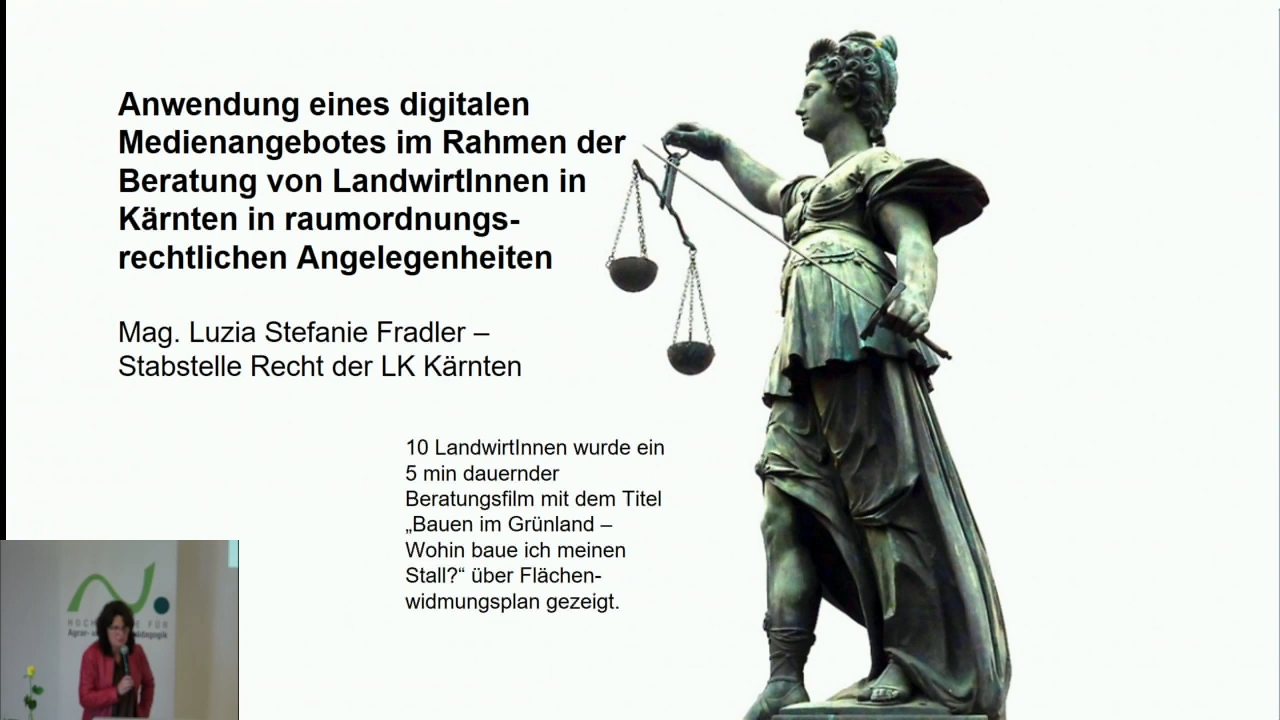 Anwendung eines digitalen
Medienangebotes im Rahmen der
Beratung von LandwirtInnen in
Kärnten in raumordnungs-
rechtlichen Angelegenheiten
Mag. Luzia Stefanie Fradler –
Stabstelle Recht der LK Kärnten
10 LandwirtInnen wurde ein
5 min dauernder
Beratungsfilm mit dem Titel
„Bauen im Grünland –
Wohin baue ich meinen
Stall?“ über Flächen-
widmungsplan gezeigt.
FÜR
Agrar-